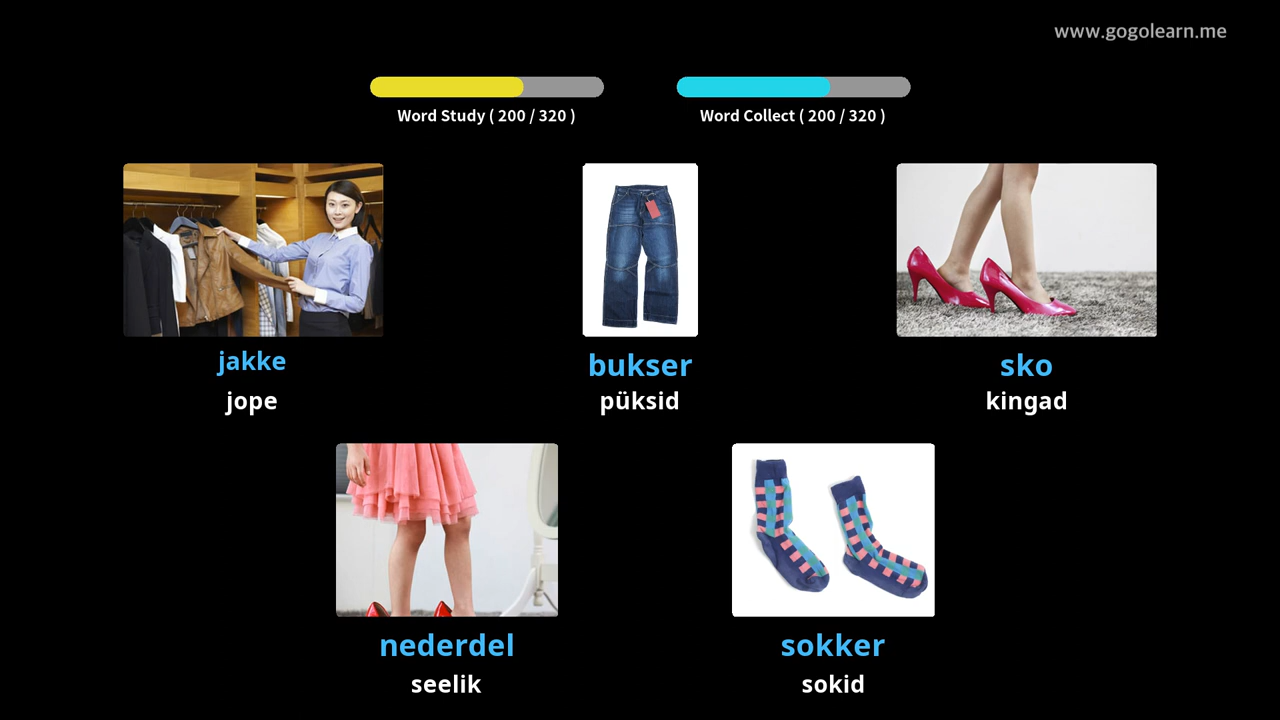 www.gogolearn.me
Word Study ( 200 / 320 )
Word Collect ( 200 / 320 )
jakke
jope
bukser
püksid
sko
kingad
nederdel
seelik
sokker
sokid